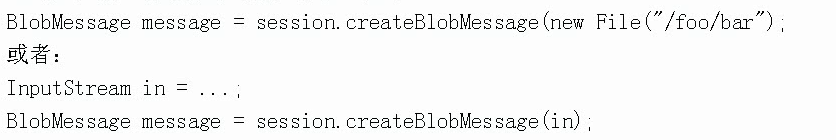 BlobMessage message = session.createBlobMessage(new File("/foo/bar");
或者:
InputStream in = ...;
BlobMessage message = session.createBlobMessage(in);